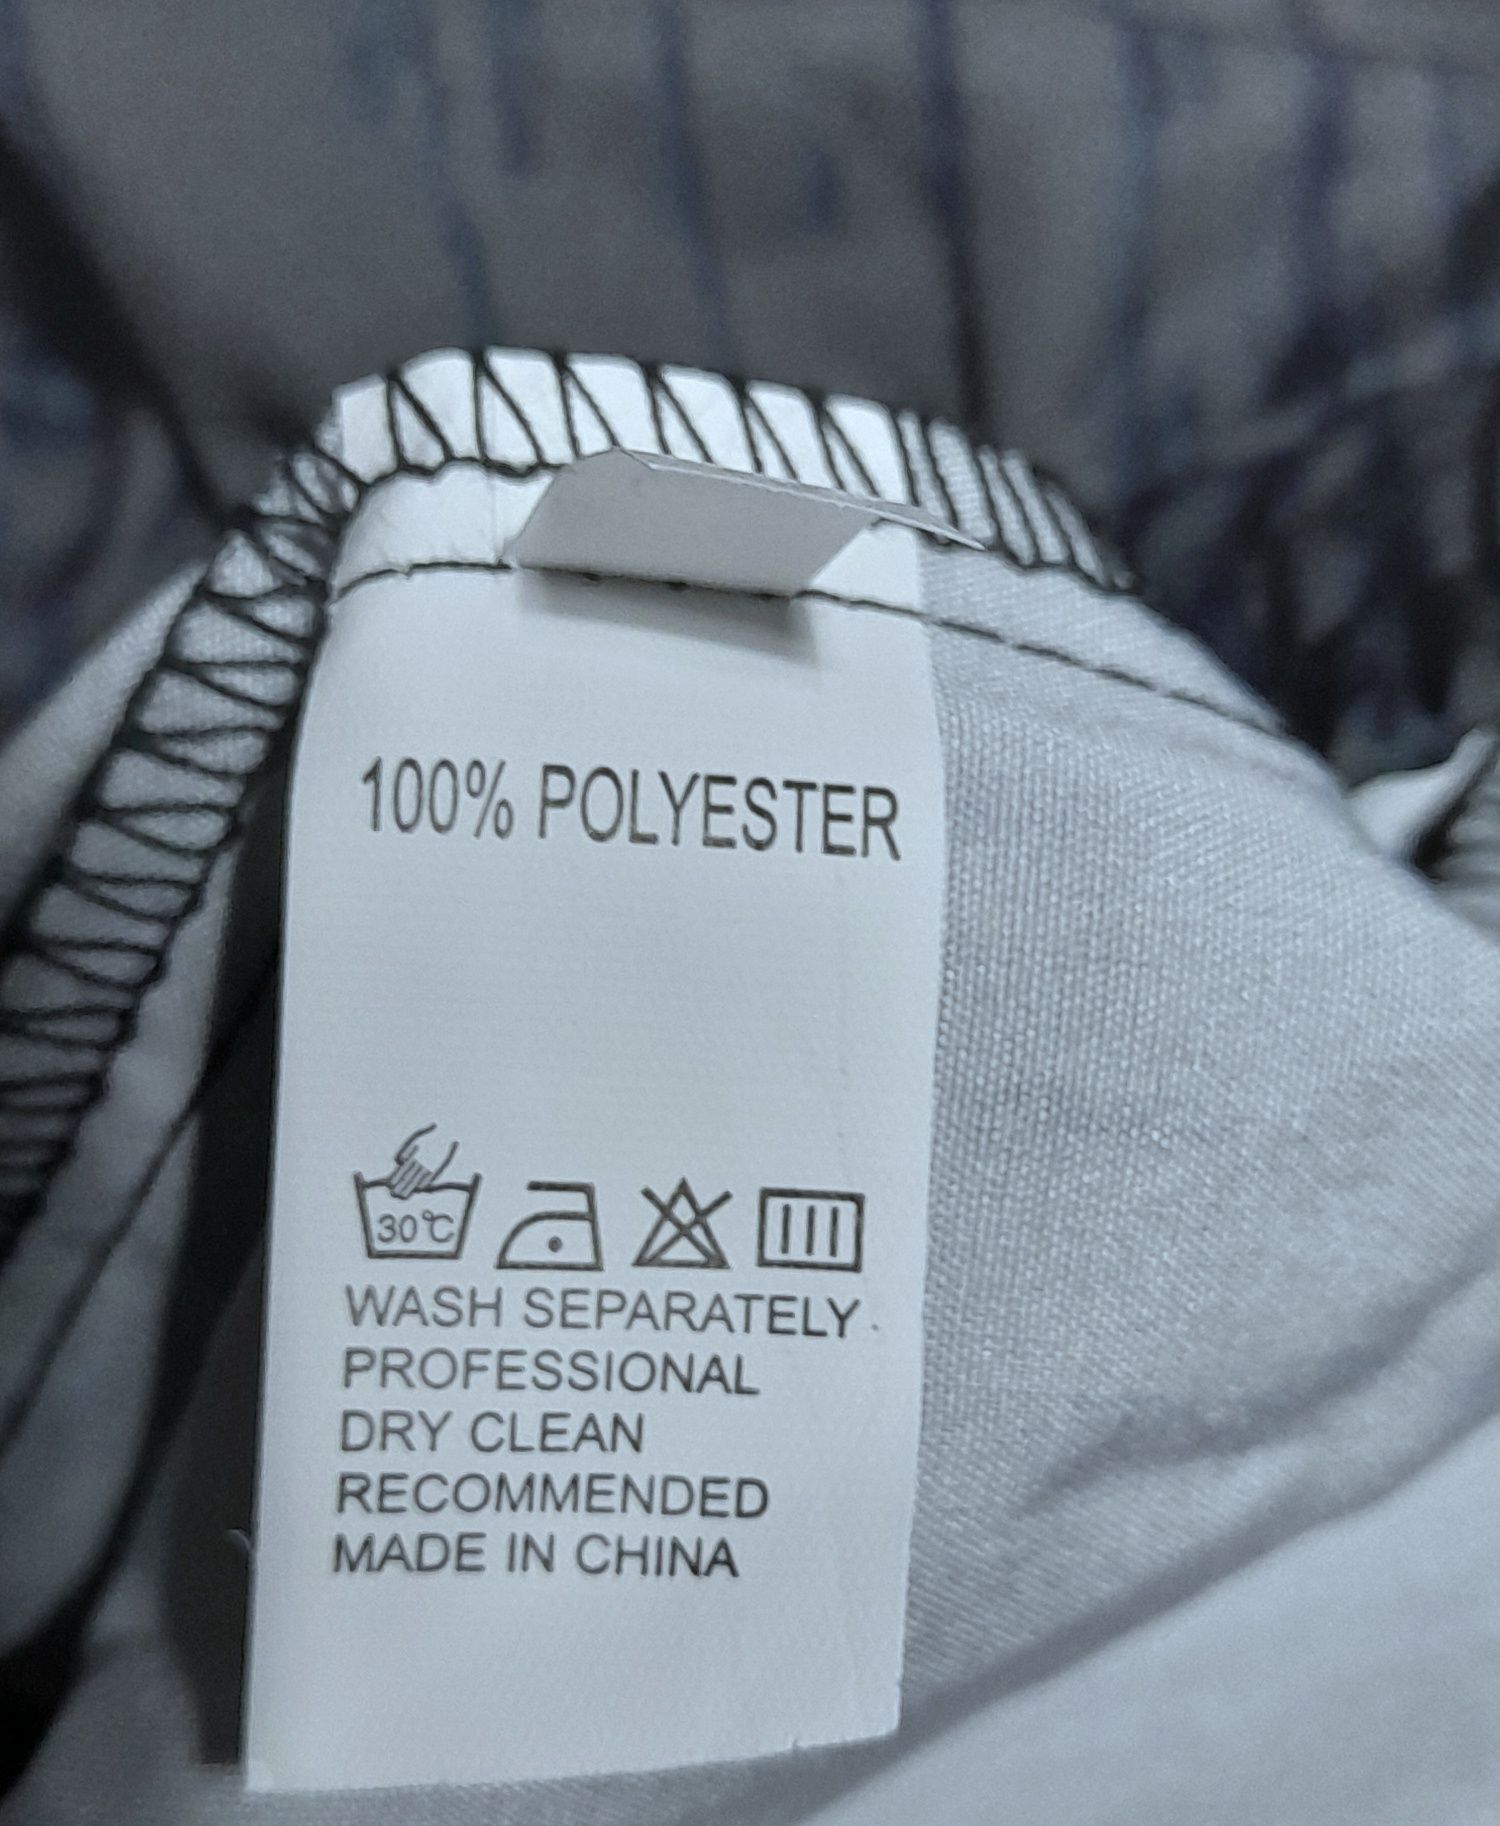 100% POLYESTER
30℃
WASH SEPARATELY
PROFESSIONAL
DRY CLEAN
RECOMMENDED
MADE IN CHINA